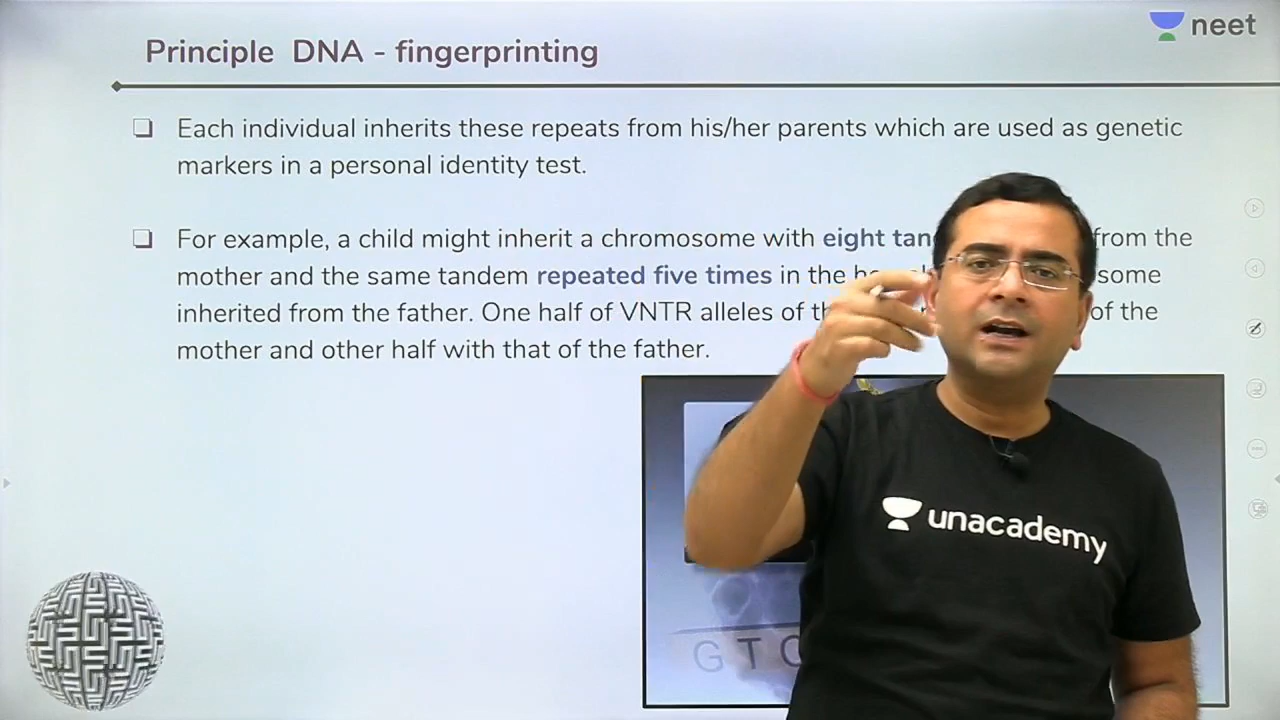 neet
Principle DNA - fingerprinting
Each individual inherits these repeats from his/her parents which are used as genetic
markers in a personal identity test.
For example, a child might inherit a chromosome with eight from the
mother and the same tandem repeated five times in the
inherited from the father. One half of VNTR alleles of of the
mother and other half with that of the father.
unacademy
G T C